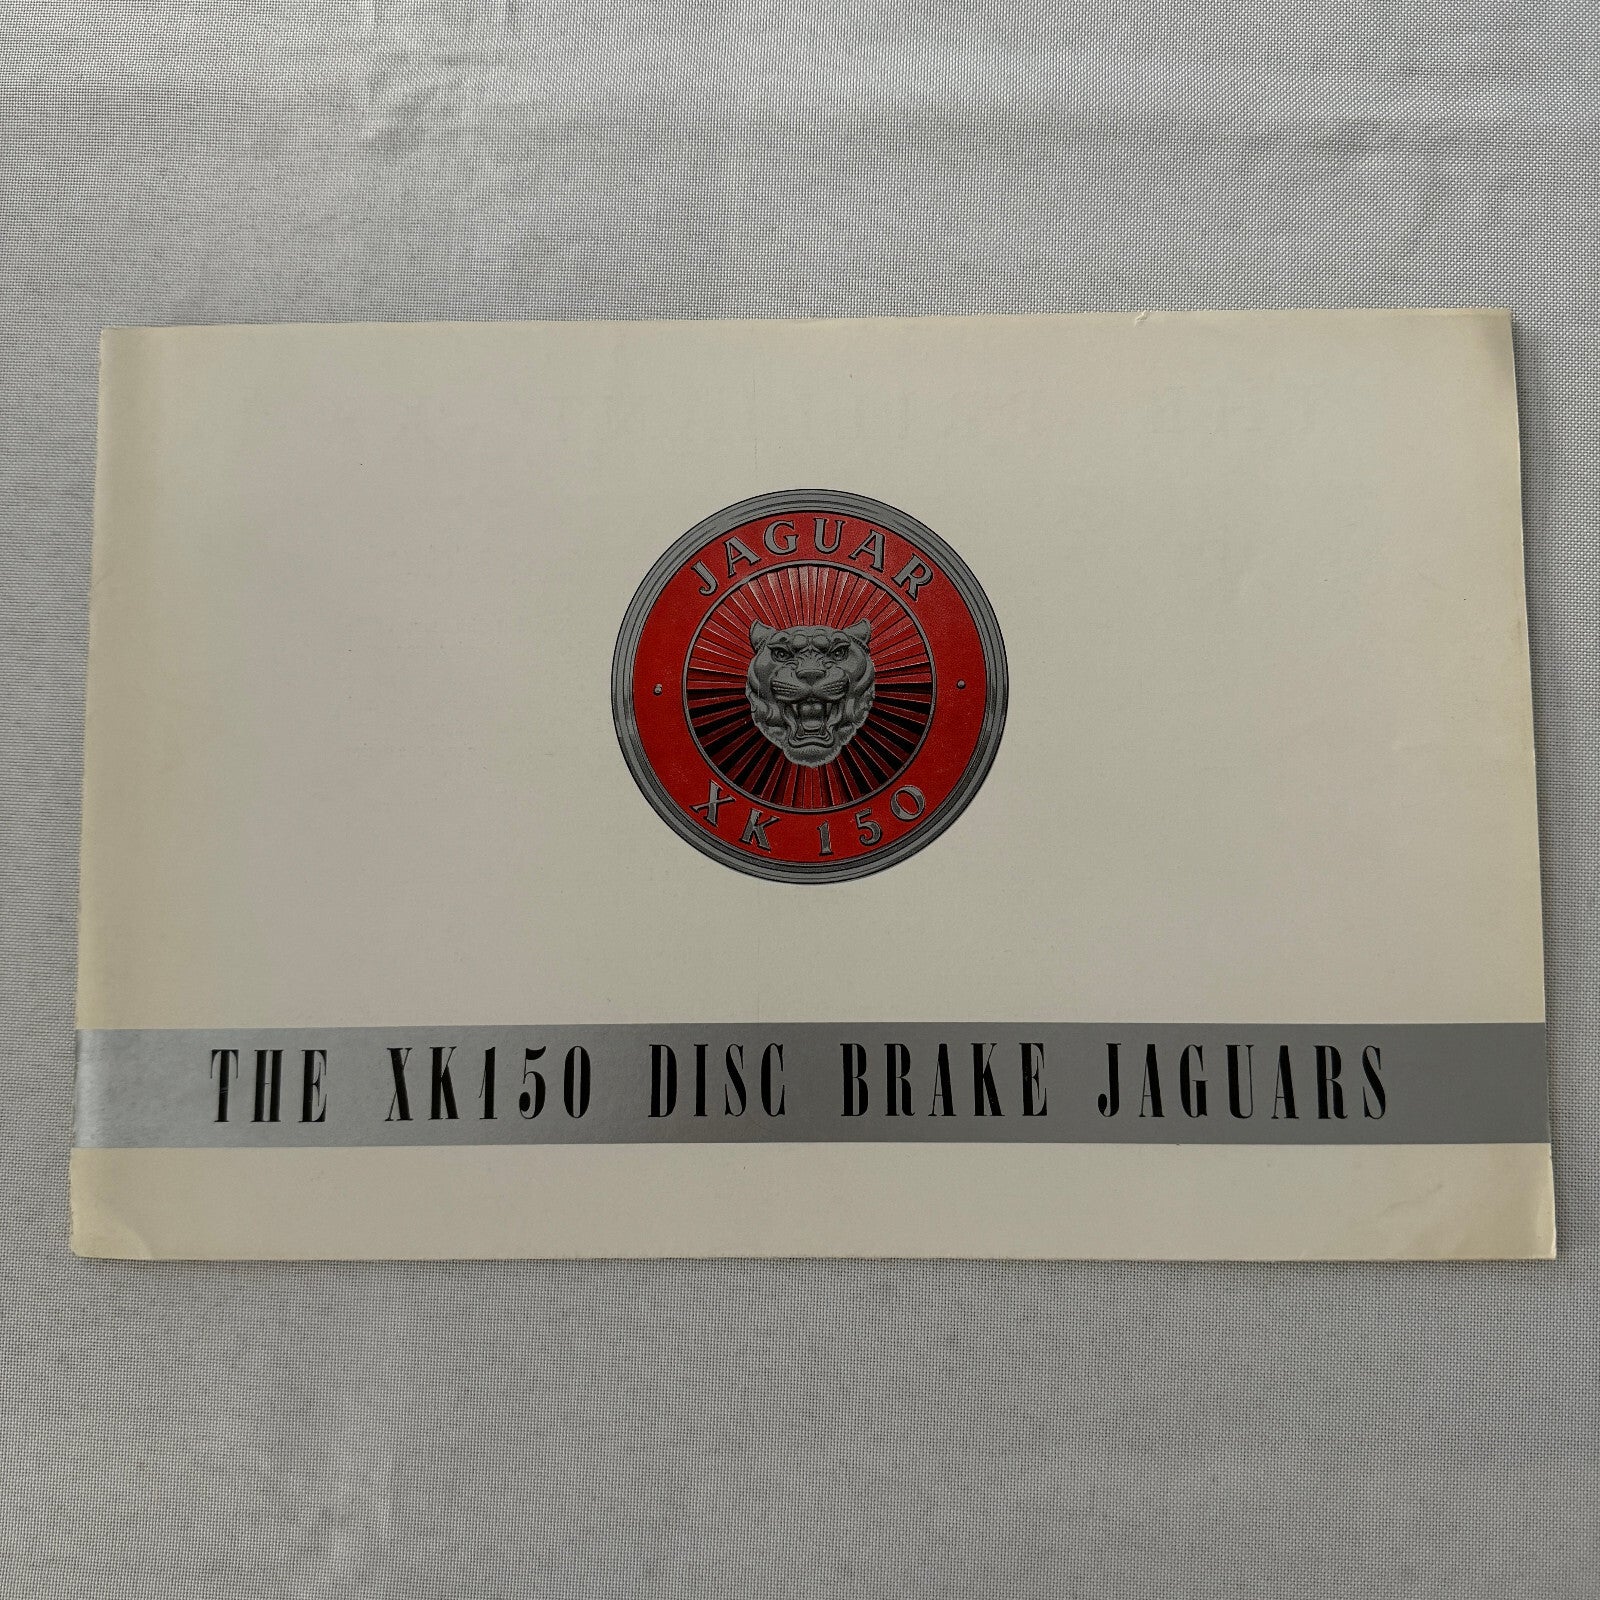 JAGUAR
XK 150
THE XK150 DISC BRAKE JAGUARS